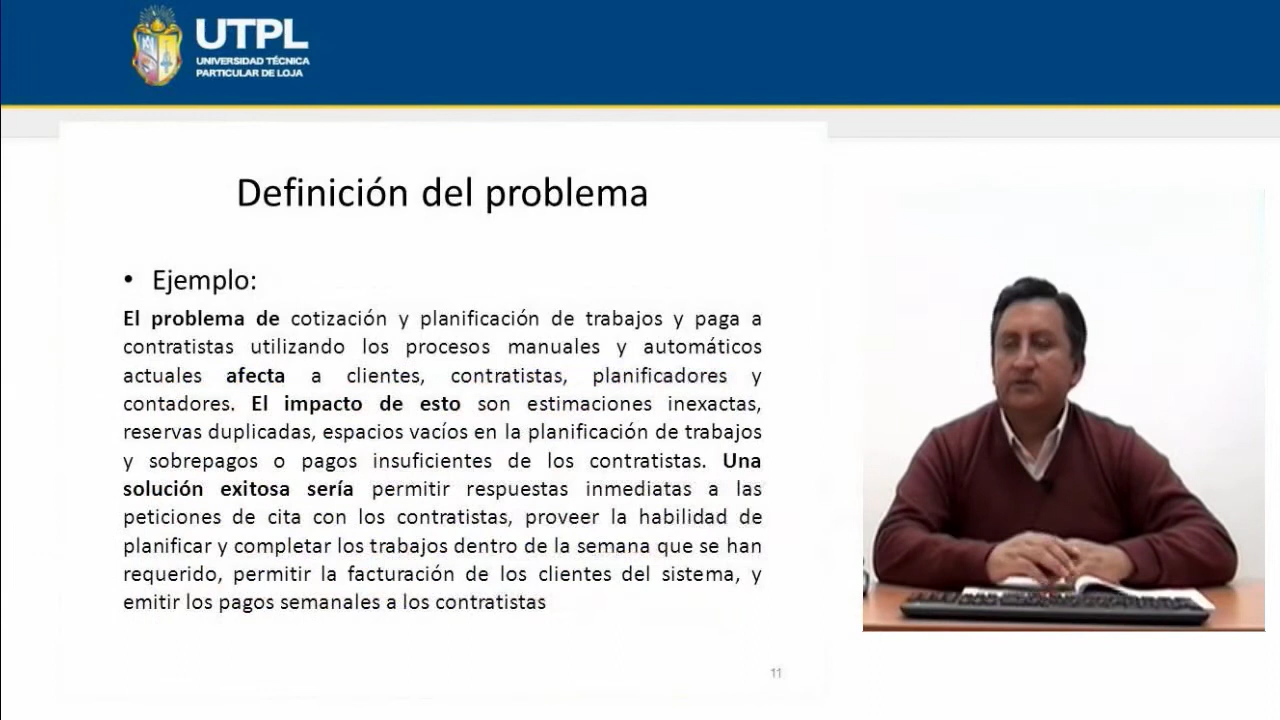 UTPL
UNIVERSIDAD TÉCNICA
PARTICULAR DE LOJA
Definición del problema
• Ejemplo:
El problema de cotización y planificación de trabajos y paga a
contratistas utilizando los procesos manuales y automáticos
actuales afecta a clientes, contratistas, planificadores y
contadores. El impacto de esto son estimaciones inexactas,
reservas duplicadas, espacios vacíos en la planificación de trabajos
y sobrepagos o pagos insuficientes de los contratistas. Una
solución exitosa sería permitir respuestas inmediatas a las
peticiones de cita con los contratistas, proveer la habilidad de
planificar y completar los trabajos dentro de la semana que se han
requerido, permitir la facturación de los clientes del sistema, y
emitir los pagos semanales a los contratistas
11